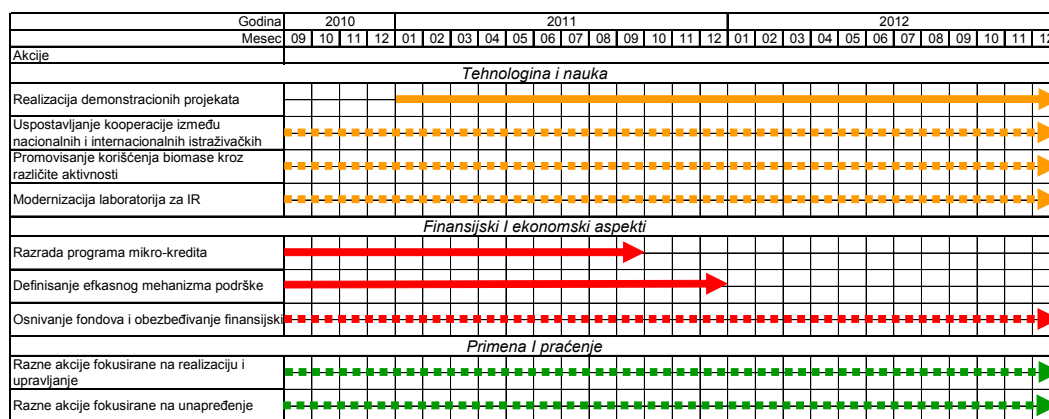 Godina 2010 2011 2012
Mesec 09 10 11 12 01 02 03 04 05 06 07 08 09 10 11 12 01 02 03 04 05 06 07 08 09 10 11 12
Akcije
Tehnologina i nauka
Realizacija demonstracionih projekata
Uspostavljanje kooperacije između
nacionalnih i internacionalnih istraživačkih
Promovisanje korišćenja biomase kroz
različite aktivnosti
Modernizacija laboratorija za IR
Finansijski I ekonomski aspekti
Razrada programa mikro-kredita
Definisanje efkasnog mehanizma podrške
Osnivanje fondova i obezbeđivanje finansijski
Primena I praćenje
Razne akcije fokusirane na realizaciju i
upravljanje
Razne akcije fokusirane na unapređenje